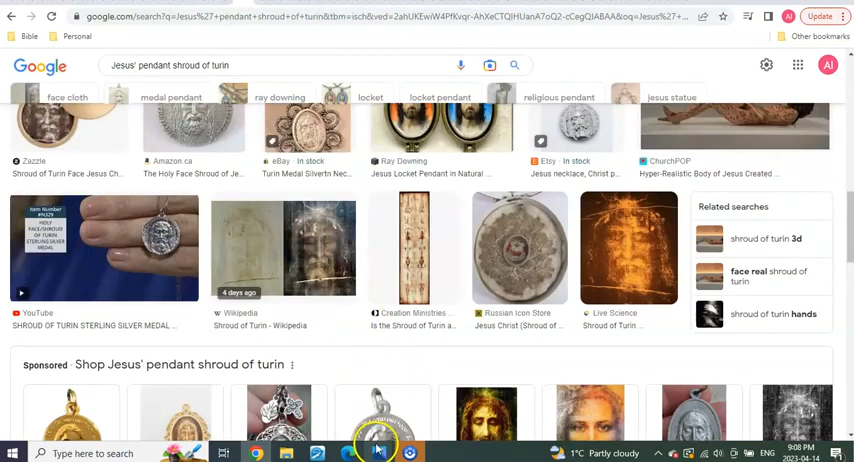 google.com/search?q=Jesus%27+pendant+shroud+of+turin&tbm=isch&ved=2ahUKEwiW4PfKvqr-AhXeCTQIHUanA7oQ2-cCegQIABAA&oq=Jesus%27+...
Update
Bible
Personal
Other bookmarks
Google
Jesus' pendant shroud of turin
AI
face cloth
medal pendant
ray downing
locket
locket pendant
religious pendant
jesus statue
Zazzle
Shroud of Turin Facen Jesus Ch...
Amazon.ca
The Holy Face Shroud of Je...
eBay · In stock
Turin Medal Silvertn Nec...
Ray Downing
Jesus Locket Pendant in Natural ...
Etsy · In stock
Jesus necklace, Christ p...
ChurchPOP
Hyper-Realistic Body of Jesus Created ...
Item Number
#N329
HOLY
FACE/SHROUD
OF TURIN
STERLING SILVER
MEDAL
4 days ago
YouTube
SHROUD OF TURIN STERLING SILVER MEDAL ...
Wikipedia
Shroud of Turin - Wikipedia
Creation Ministries ...
Is the Shroud of Turin a...
Russian Icon Store
Jesus Christ (Shroud of ...
Live Science
Shroud of Turin ...
Related searches
shroud of turin 3d
face real shroud of
turin
shroud of turin hands
Sponsored · Shop Jesus' pendant shroud of turin
Type here to search
1°C Partly cloudy
ENG
9:08 PM
2023-04-14
1